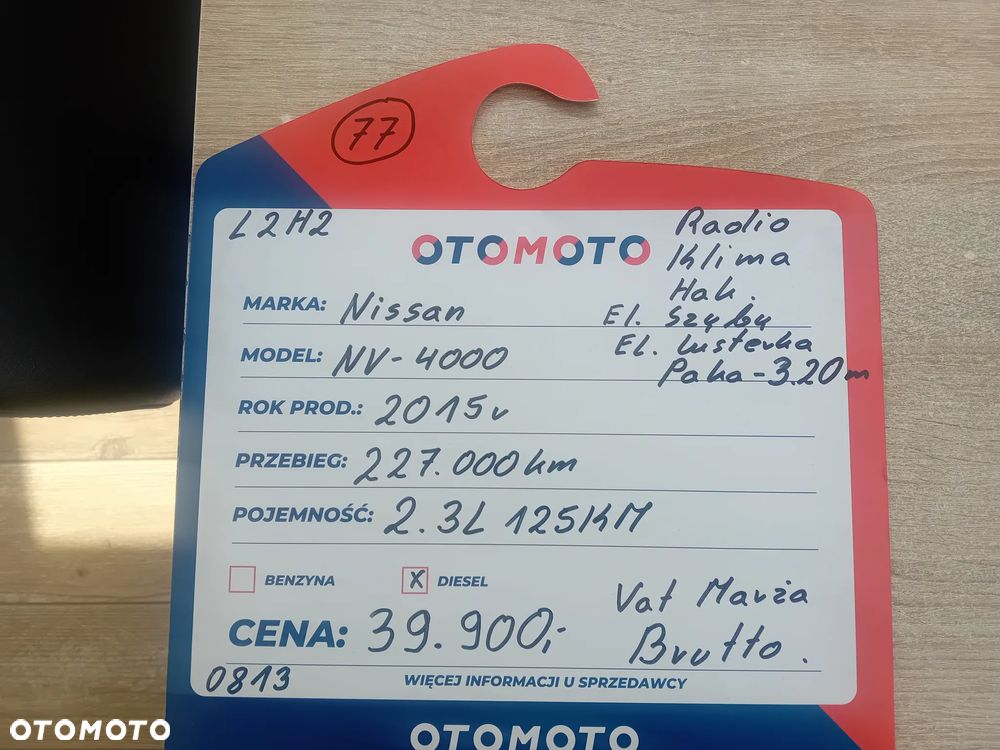 77
L2H2
OTOMOTO
Radio
Klima
Hak.
El. Szyby
El. lusterka
Paka-3.20m
MARKA: Nissan
MODEL: NV-4000
ROK PROD.: 2015r
PRZEBIEG: 227.000km
POJEMNOŚĆ: 2.3L 125KM
BENZYNA X DIESEL
Vat Marża
CENA: 39.900,-
Brutto.
0813
WIĘCEJ INFORMACJI U SPRZEDAWCY
OTOMOTO
OTOMOTO